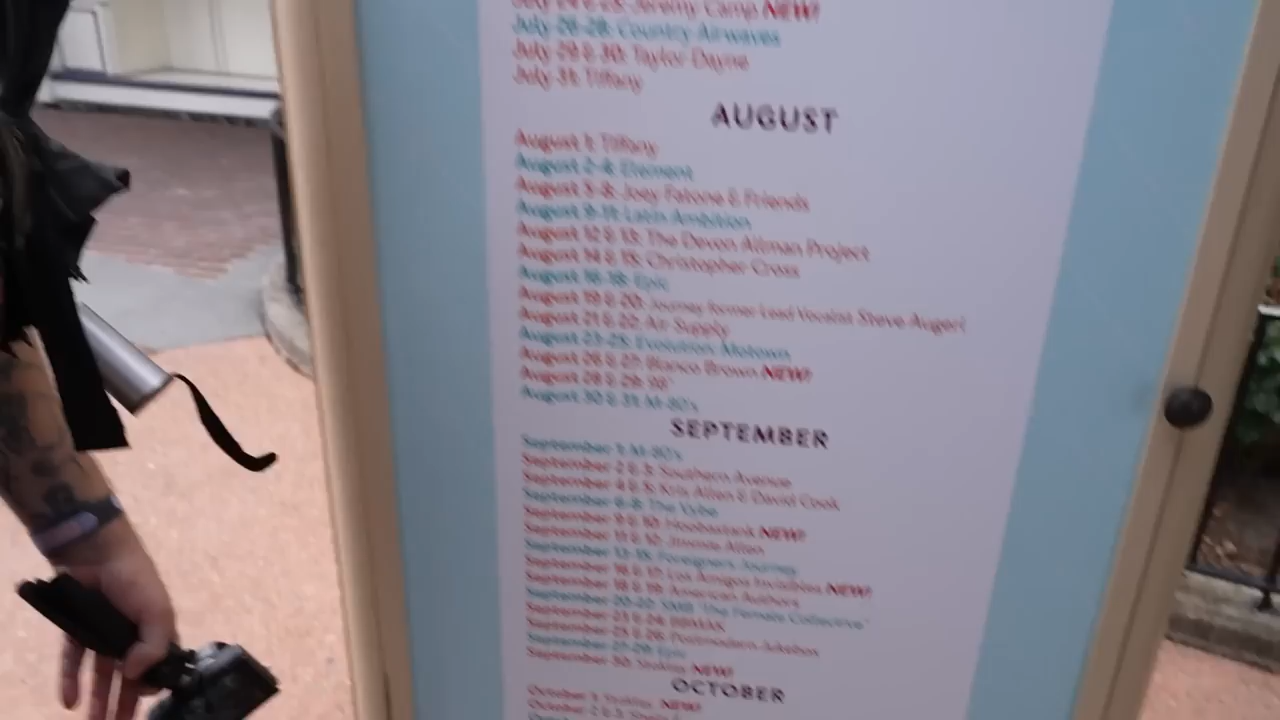 July 24 & 25: Jeremy Camp NEW!
July 26-28: Country Airwaves
July 29 & 30: Taylor Dayne
July 31: Tiffany
AUGUST
August 1: Tiffany
August 2-4: Element
August 5-8: Joey Fatone & Friends
August 9-11: Latin Ambition
August 12 & 13: The Devon Allman Project
August 14 & 15: Christopher Cross
August 16-18: Epic
August 19 & 20: Journey former Lead Vocalist Steve Augeri
August 21 & 22: Air Supply
August 23-25: Evolution Motown
August 26 & 27: Blanco Brown NEW!
August 28 & 29: 98°
August 30 & 31: M-80's
SEPTEMBER
September 1: M-80's
September 2 & 3: Southern Avenue
September 4 & 5: Kris Allen & David Cook
September 6-8: The Vybe
September 9 & 10: Hoobastank NEW!
September 11 & 12: Jimmie Allen
September 13-15: Foreigners Journey
September 16 & 17: Los Amigos Invisibles NEW!
September 18 & 19: American Authors
September 20-22: "The Female Collective"
September 23 & 24: BBMAK
September 25 & 26: Postmodern Jukebox
September 27-29: Epic
September 30: NEW!
OCTOBER
October 1: NEW!
October 2 & 3: